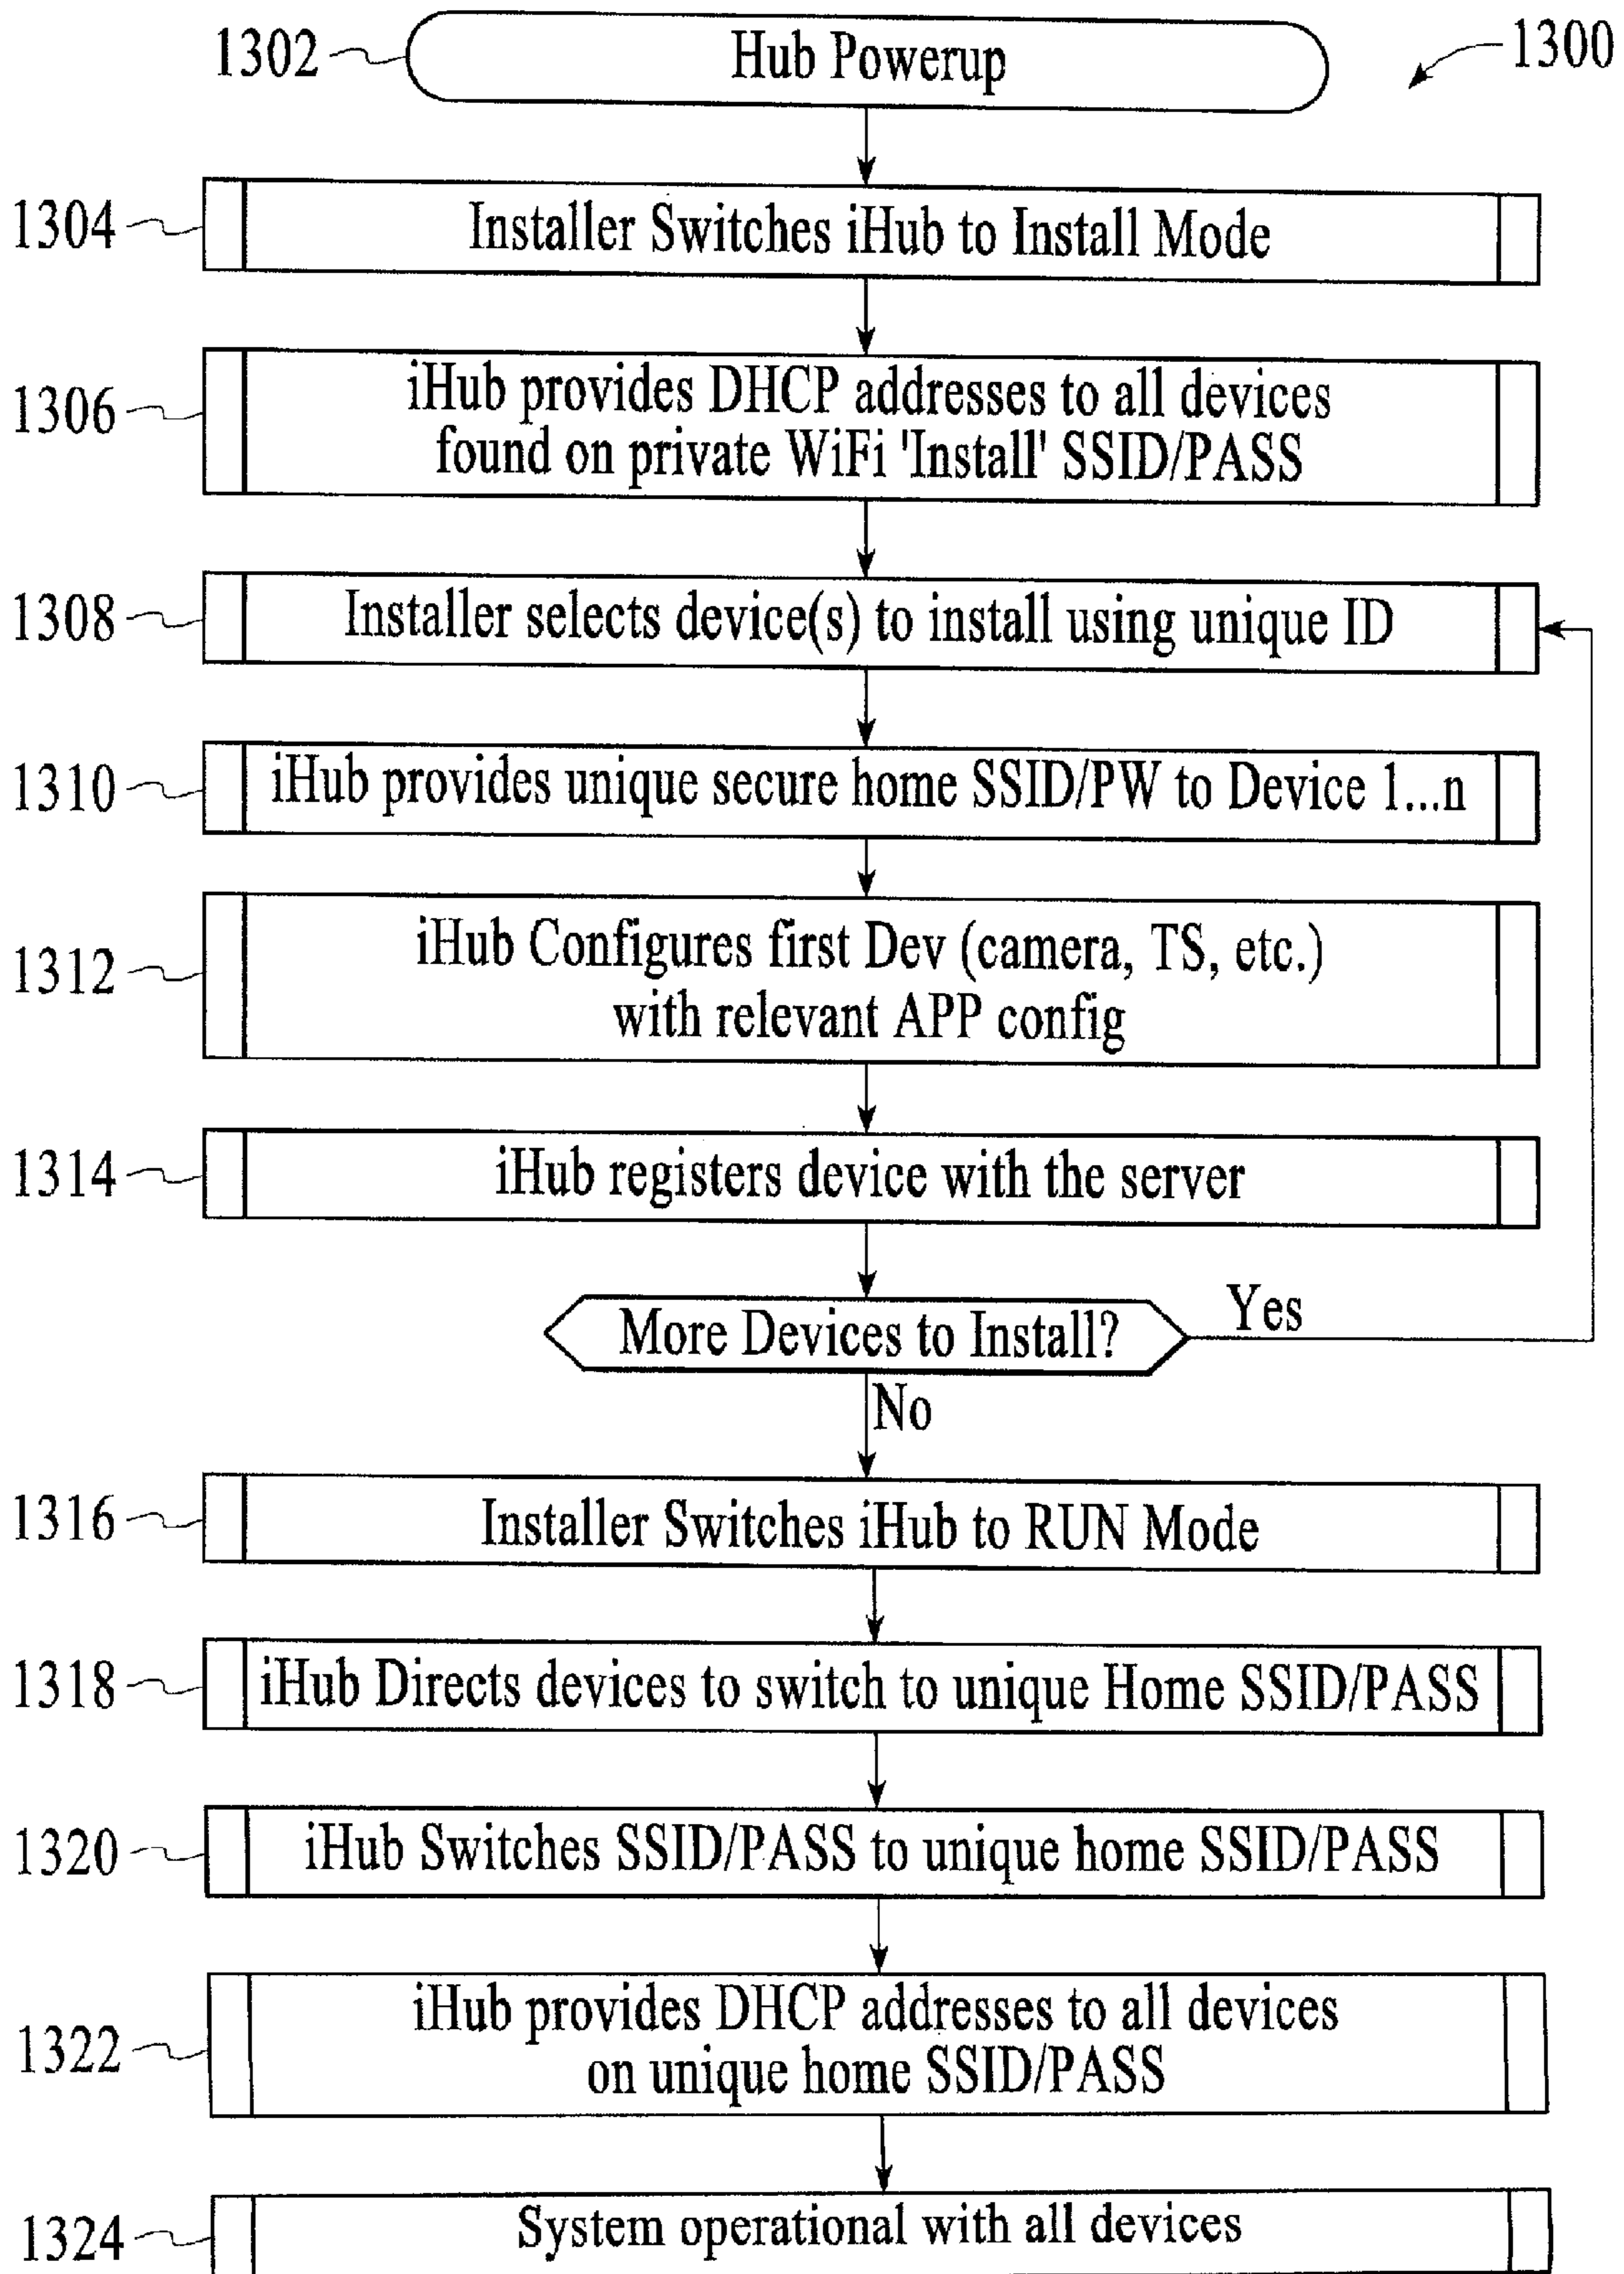 1302
Hub Powerup
1300
1304
Installer Switches iHub to Install Mode
1306
iHub provides DHCP addresses to all devices
found on private WiFi 'Install' SSID/PASS
1308
Installer selects device(s) to install using unique ID
1310
iHub provides unique secure home SSID/PW to Device 1...n
1312
iHub Configures first Dev (camera, TS, etc.)
with relevant APP config
1314
iHub registers device with the server
More Devices to Install?
Yes
No
1316
Installer Switches iHub to RUN Mode
1318
iHub Directs devices to switch to unique Home SSID/PASS
1320
iHub Switches SSID/PASS to unique home SSID/PASS
1322
iHub provides DHCP addresses to all devices
on unique home SSID/PASS
1324
System operational with all devices